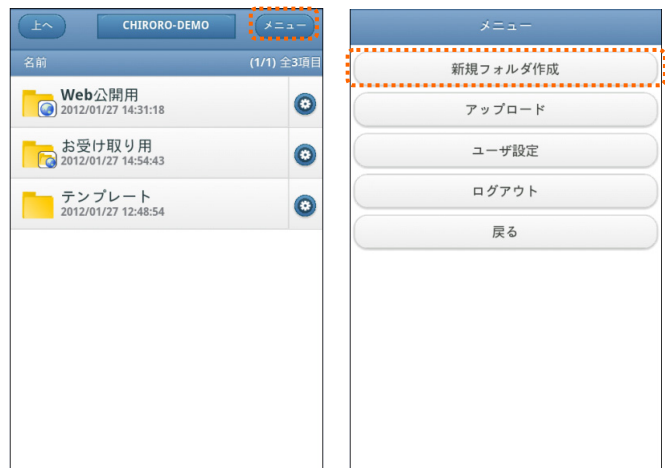 上へ CHIRORO-DEMO メニュー
名前 (1/1) 全3項目
Web公開用
2012/01/27 14:31:18
お受け取り用
2012/01/27 14:54:43
テンプレート
2012/01/27 12:48:54
メニュー
新規フォルダ作成
アップロード
ユーザ設定
ログアウト
戻る